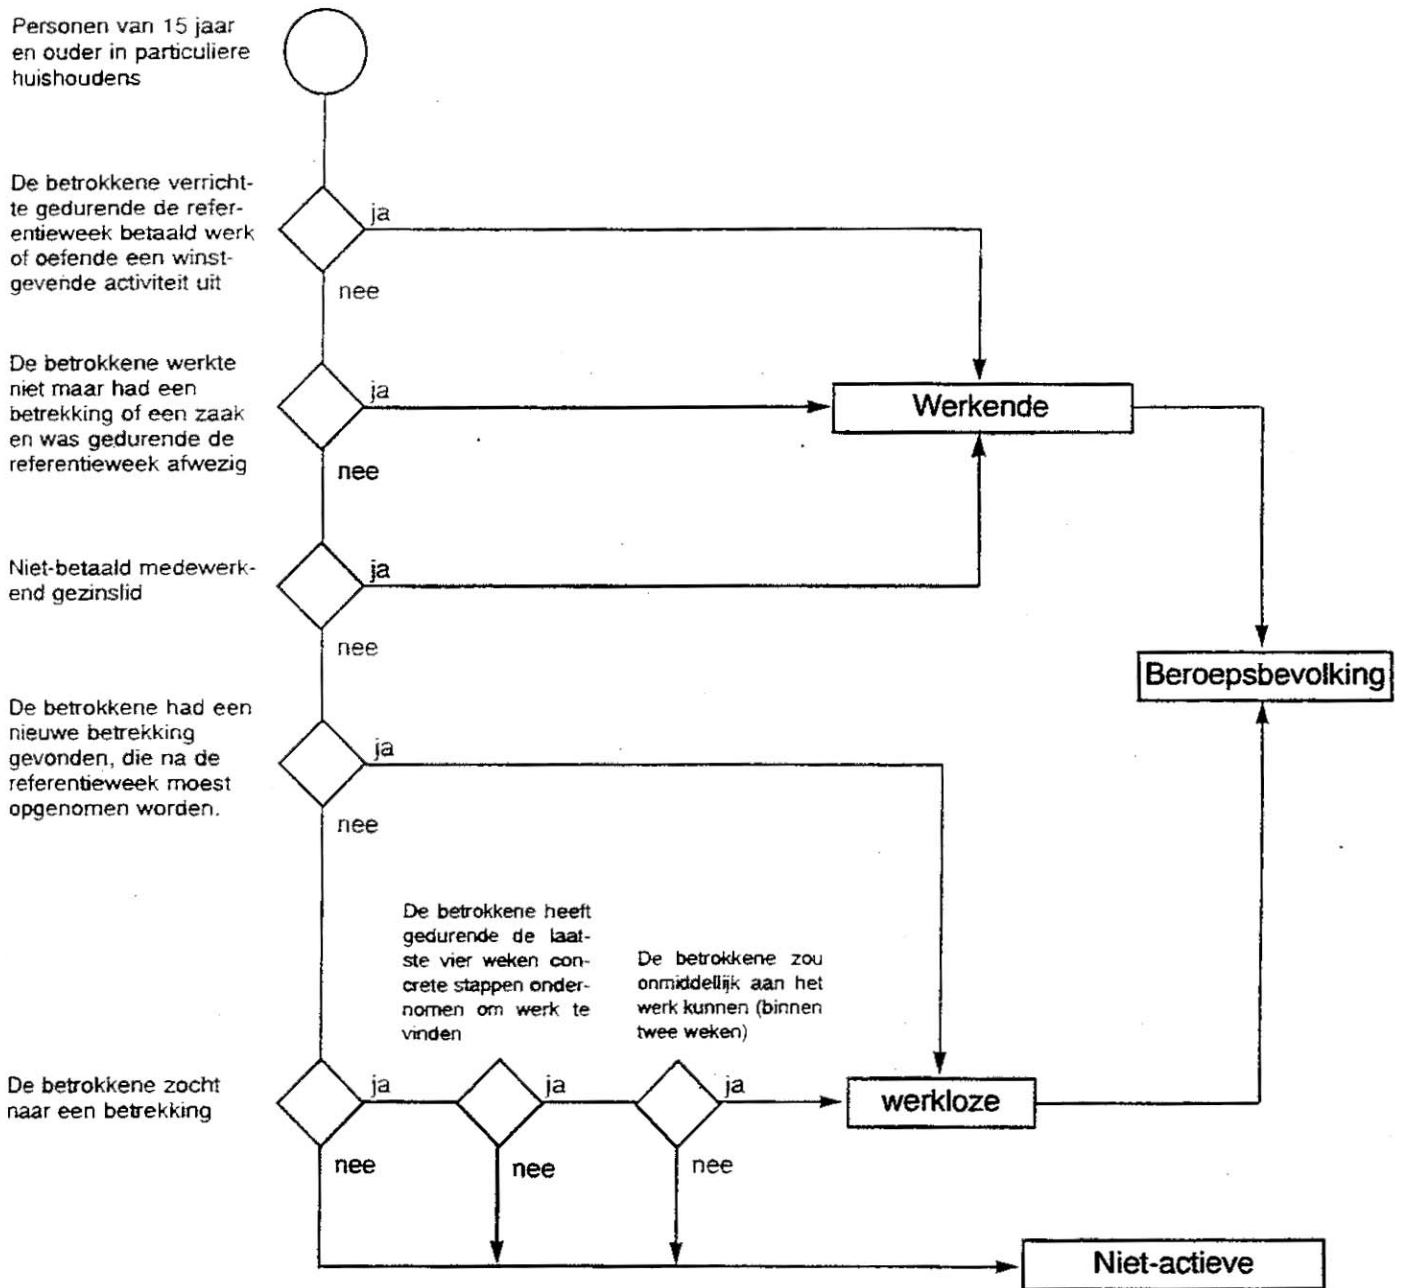 Personen van 15 jaar
en ouder in particuliere
huishoudens
De betrokkene verricht-
te gedurende de refer-
entieweek betaald werk
of oefende een winst-
gevende activiteit uit
ja
nee
De betrokkene werkte
niet maar had een
betrekking of een zaak
en was gedurende de
referentieweek afwezig
ja
nee
Werkende
Niet-betaald medewerk-
end gezinslid
ja
nee
Beroepsbevolking
De betrokkene had een
nieuwe betrekking
gevonden, die na de
referentieweek moest
opgenomen worden.
ja
nee
De betrokkene heeft
gedurende de laat-
ste vier weken con-
crete stappen onder-
nomen om werk te
vinden
De betrokkene zou
onmiddellijk aan het
werk kunnen (binnen
twee weken)
De betrokkene zocht
naar een betrekking
ja
ja
ja
werkloze
nee
nee
nee
Niet-actieve